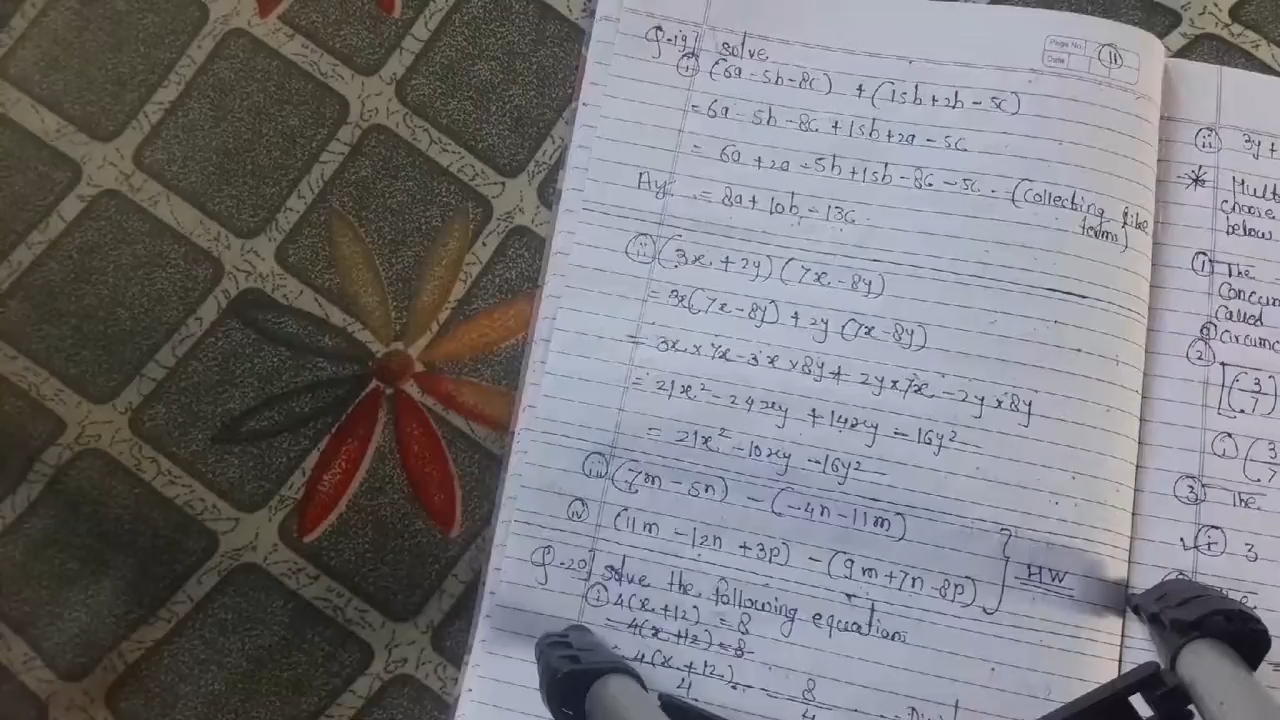 Page No. 11
Date
Q-19) solve
(i) (6a - 5b - 8c) + (15b + 2b - 5c)
= 6a - 5b - 8c + 15b + 2a - 5c
= 6a + 2a - 5b + 15b - 8c - 5c - (Collecting like terms)
= 8a + 10b - 13c
(ii) (3x + 2y) (7x - 8y)
= 3x(7x - 8y) + 2y (7x - 8y)
= 3x × 7x - 3x × 8y + 2y × 7x - 2y × 8y
= 21x² - 24xy + 14xy - 16y²
= 21x² - 10xy - 16y²
(iii) (7m - 5n) - (-4n - 11m)
(iv) (11m - 12n + 3p) - (9m + 7n - 8p) } HW
Q-20) solve the following equation
(i) 4(x + 12) = 8
= 4(x + 12) = 8
= 4(x + 12) / 4 = 8 / 4
(ii) 3y +
* Mult
choose
below
(1) The
Concur
Called
Circumc
(2) [(-3/7)
(i) (3/7
(3) The
(i) 3